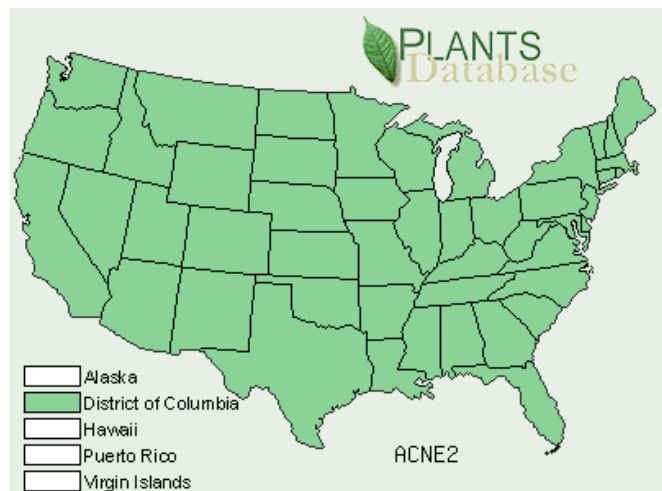 PLANTS
Database
Alaska
District of Columbia
Hawaii
Puerto Rico
Virgin Islands
ACNE2